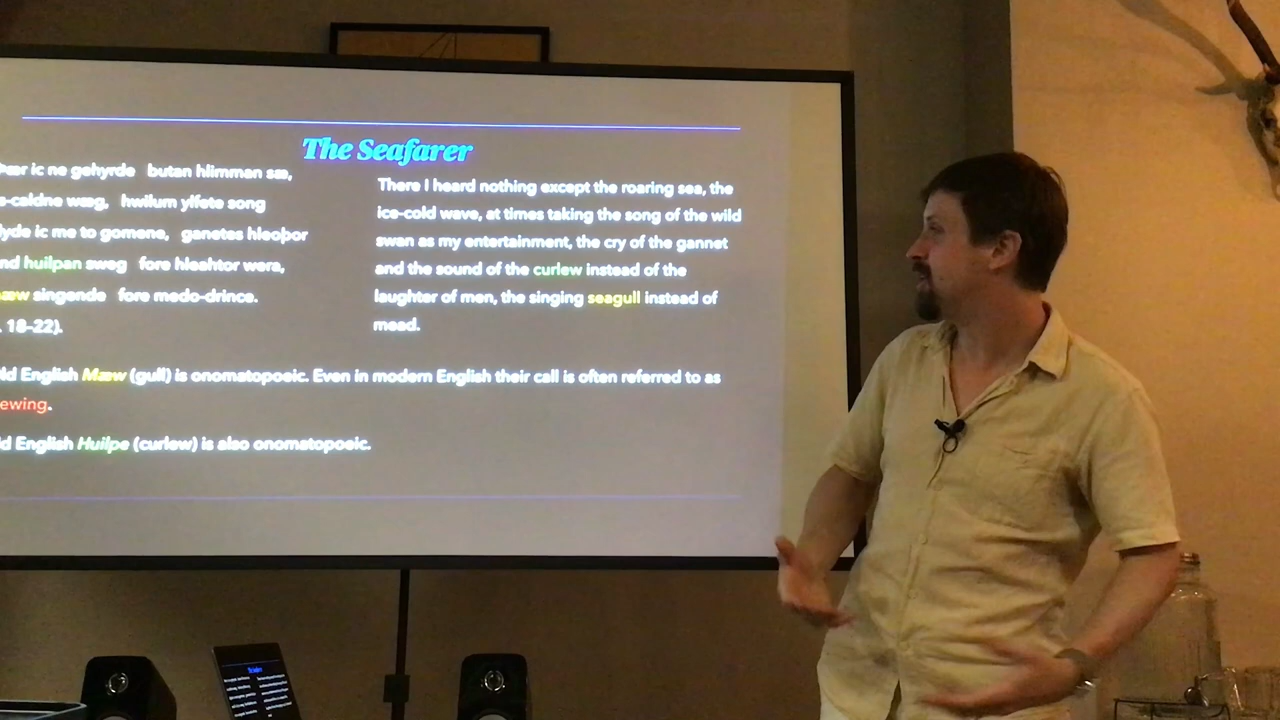 The Seafarer
ær ic ne gehyrde butan hlimman sæ,
s-caldne wæg, hwilum ylfete song
yde ic me to gomene, ganetes hleoþor
nd huilpan sweg fore hleahtor wera,
æw singende fore medo-drince.
. 18-22).
There I heard nothing except the roaring sea, the
ice-cold wave, at times taking the song of the wild
swan as my entertainment, the cry of the gannet
and the sound of the curlew instead of the
laughter of men, the singing seagull instead of
mead.
ld English Mæw (gull) is onomatopoeic. Even in modern English their call is often referred to as
ewing.
ld English Huilpe (curlew) is also onomatopoeic.